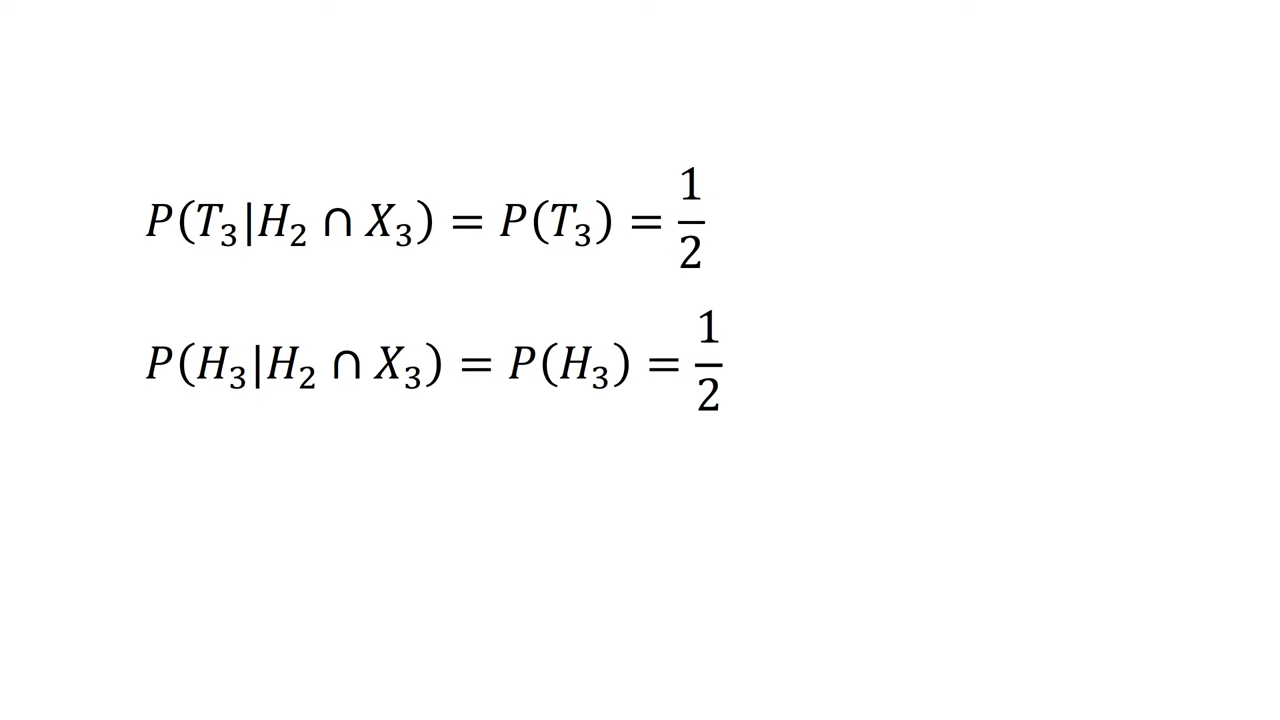 P(T₃|H₂ ∩ X₃) = P(T₃) = 1/2
P(H₃|H₂ ∩ X₃) = P(H₃) = 1/2